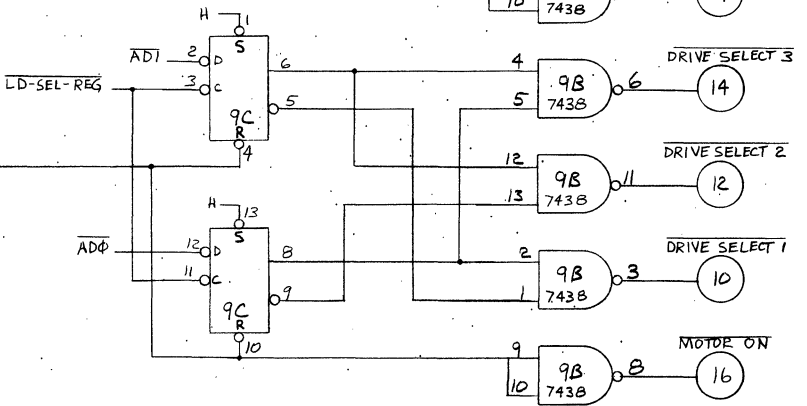 10
7438
H
1
S
AD1
2
D
LD-SEL-REG
3
C
6
5
9C
R
4
4
5
9B
7438
6
DRIVE SELECT 3
14
12
13
9B
7438
11
DRIVE SELECT 2
12
H
13
S
ADΦ
12
D
11
C
8
9
9C
R
10
2
1
9B
7438
3
DRIVE SELECT 1
10
9
10
9B
7438
8
MOTOR ON
16